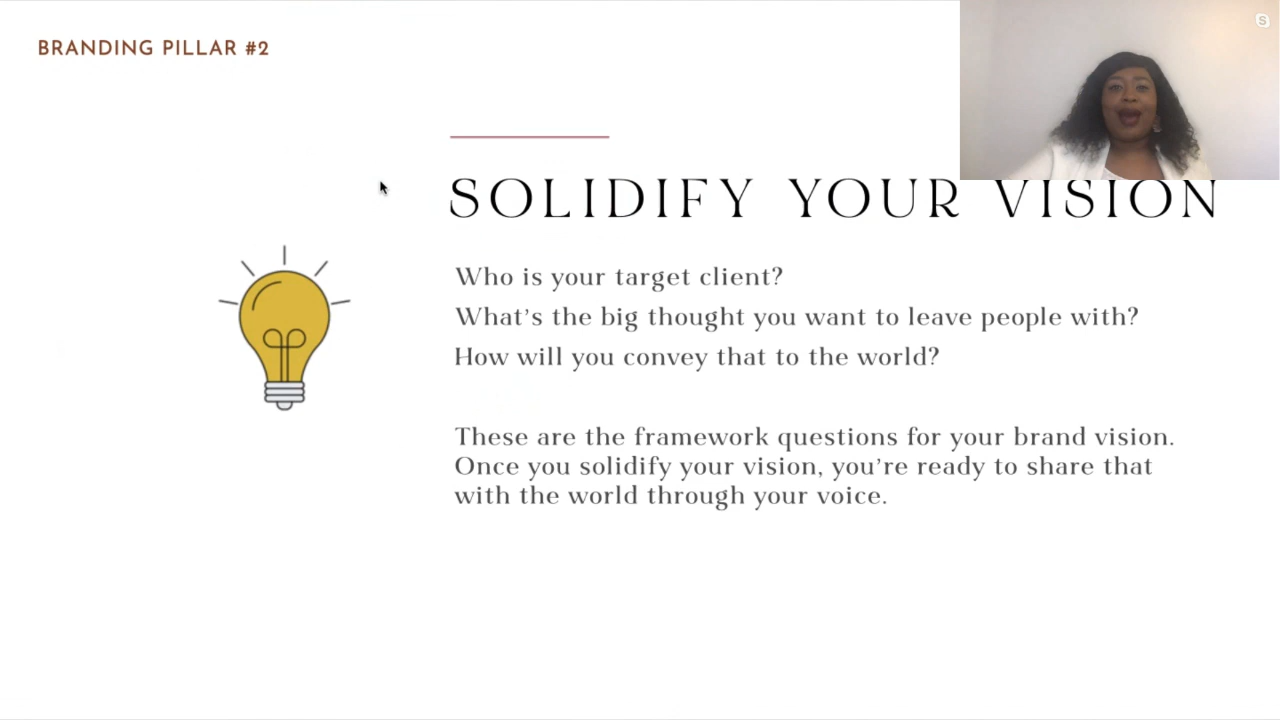 BRANDING PILLAR #2
SOLIDIFY YOUR VISION
Who is your target client?
What's the big thought you want to leave people with?
How will you convey that to the world?
These are the framework questions for your brand vision.
Once you solidify your vision, you're ready to share that
with the world through your voice.